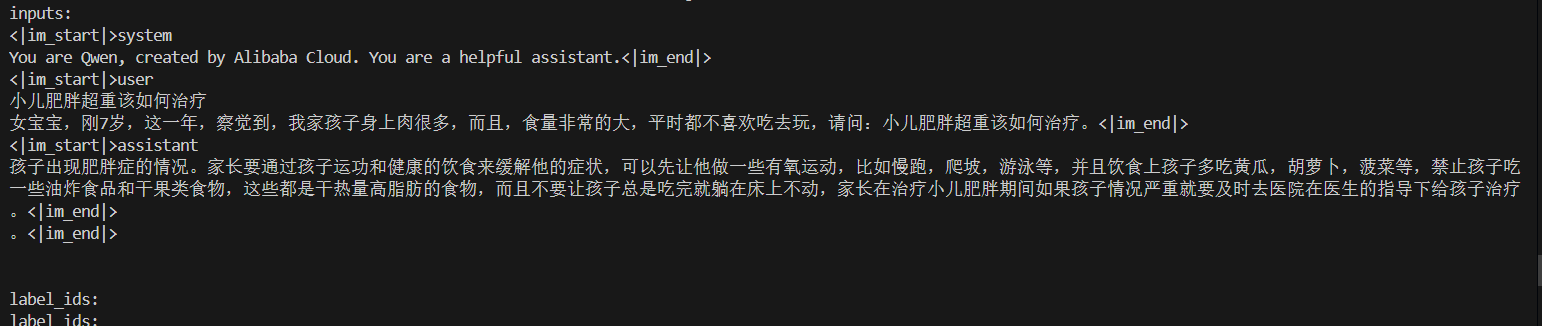 inputs:
<|im_start|>system
You are Qwen, created by Alibaba Cloud. You are a helpful assistant.<|im_end|>
<|im_start|>user
小儿肥胖超重该如何治疗
女宝宝，刚7岁，这一年，察觉到，我家孩子身上肉很多，而且，食量非常的大，平时都不喜欢吃去玩，请问：小儿肥胖超重该如何治疗。<|im_end|>
<|im_start|>assistant
孩子出现肥胖症的情况。家长要通过孩子运功和健康的饮食来缓解他的症状，可以先让他做一些有氧运动，比如慢跑，爬坡，游泳等，并且饮食上孩子多吃黄瓜，胡萝卜，菠菜等，禁止孩子吃
一些油炸食品和干果类食物，这些都是干热量高脂肪的食物，而且不要让孩子总是吃完就躺在床上不动，家长在治疗小儿肥胖期间如果孩子情况严重就要及时去医院在医生的指导下给孩子治疗
。<|im_end|>
。<|im_end|>
label_ids:
label_ids: